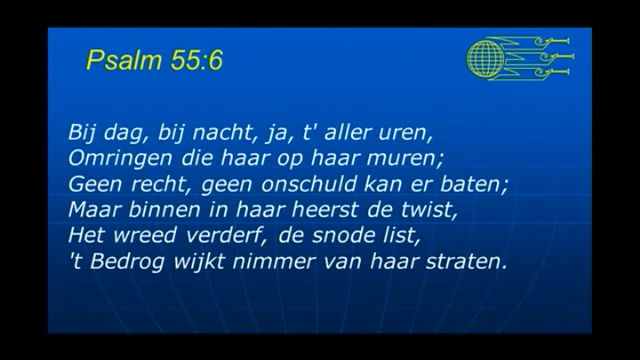 Psalm 55:6
Bij dag, bij nacht, ja, t' aller uren,
Omringen die haar op haar muren;
Geen recht, geen onschuld kan er baten;
Maar binnen in haar heerst de twist,
Het wreed verderf, de snode list,
't Bedrog wijkt nimmer van haar straten.